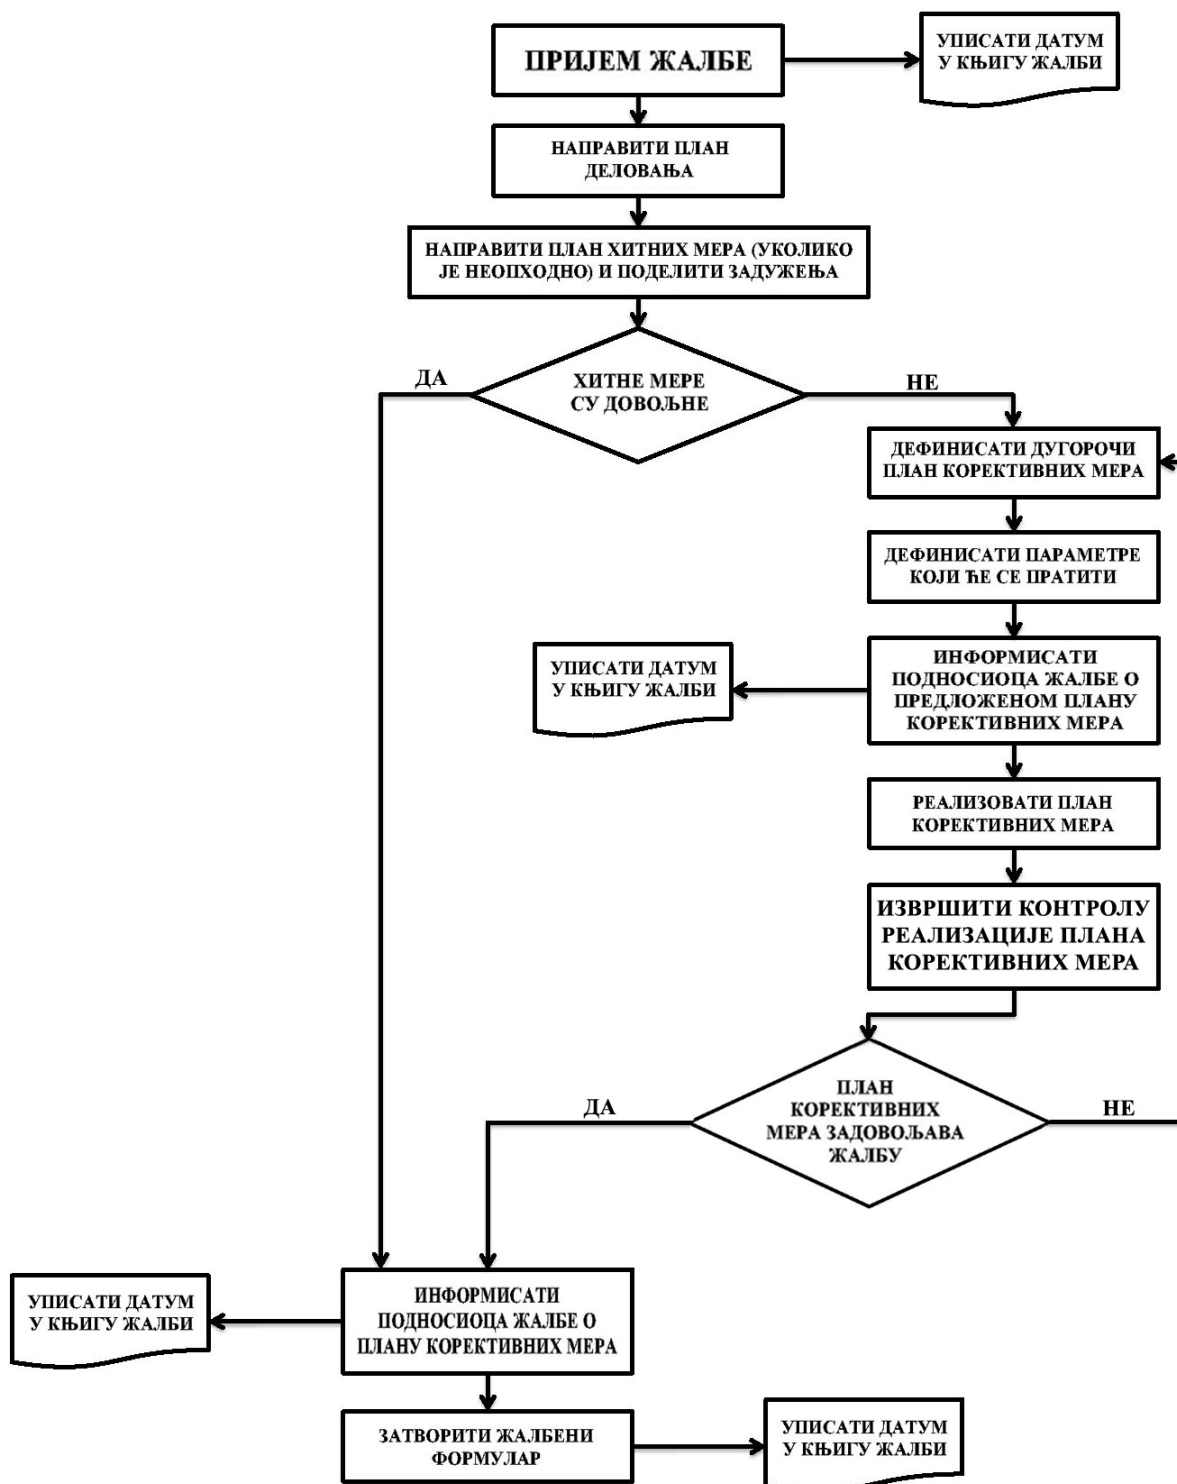 ПРИЈЕМ ЖАЛБЕ
УПИСАТИ ДАТУМ
У КЊИГУ ЖАЛБИ
НАПРАВИТИ ПЛАН
ДЕЛОВАЊА
НАПРАВИТИ ПЛАН ХИТНИХ МЕРА (УКОЛИКО
ЈЕ НЕОПХОДНО) И ПОДЕЛИТИ ЗАДУЖЕЊА
ХИТНЕ МЕРЕ
СУ ДОВОЉНЕ
ДА
НЕ
ДЕФИНИСАТИ ДУГОРОЧИ
ПЛАН КОРЕКТИВНИХ МЕРА
ДЕФИНИСАТИ ПАРАМЕТРЕ
КОЈИ ЋЕ СЕ ПРАТИТИ
ИНФОРМИСАТИ
ПОДНОСИОЦА ЖАЛБЕ О
ПРЕДЛОЖЕНОМ ПЛАНУ
КОРЕКТИВНИХ МЕРА
УПИСАТИ ДАТУМ
У КЊИГУ ЖАЛБИ
РЕАЛИЗОВАТИ ПЛАН
КОРЕКТИВНИХ МЕРА
ИЗВРШИТИ КОНТРОЛУ
РЕАЛИЗАЦИЈЕ ПЛАНА
КОРЕКТИВНИХ МЕРА
ПЛАН
КОРЕКТИВНИХ
МЕРА ЗАДОВОЉАВА
ЖАЛБУ
ДА
НЕ
ИНФОРМИСАТИ
ПОДНОСИОЦА ЖАЛБЕ О
ПЛАНУ КОРЕКТИВНИХ МЕРА
УПИСАТИ ДАТУМ
У КЊИГУ ЖАЛБИ
ЗАТВОРИТИ ЖАЛБЕНИ
ФОРМУЛАР
УПИСАТИ ДАТУМ
У КЊИГУ ЖАЛБИ